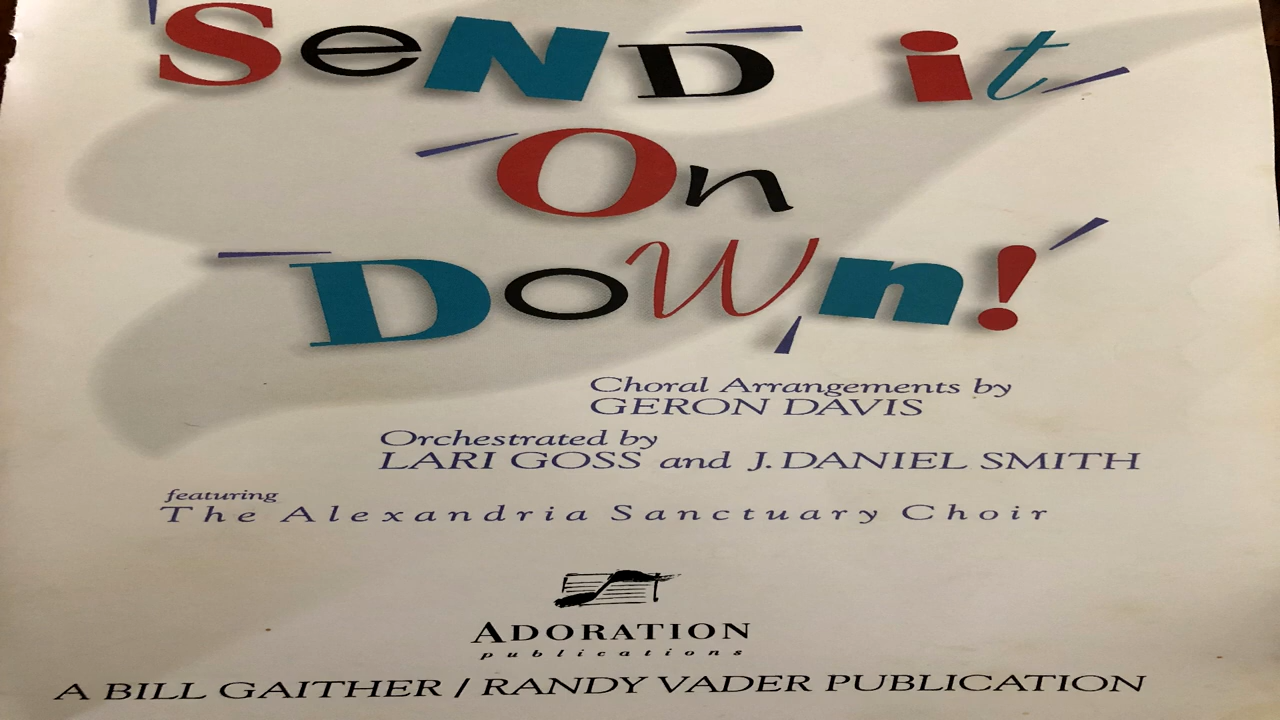 SeND it
On
DoWn!
Choral Arrangements by
GERON DAVIS
Orchestrated by
LARI GOSS and J. DANIEL SMITH
featuring
The Alexandria Sanctuary Choir
ADORATION
publications
A BILL GAITHER / RANDY VADER PUBLICATION